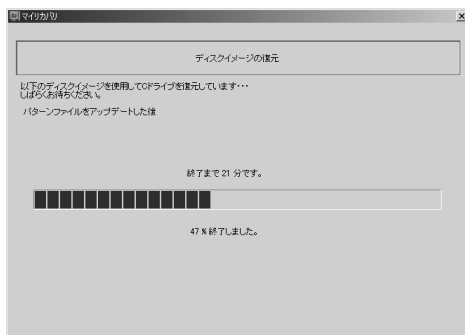 マイリカバリ
ディスクイメージの復元
以下のディスクイメージを使用してCドライブを復元しています・・・
しばらくお待ちください。
パターンファイルをアップデートした後
終了まで 21 分です。
47 % 終了しました。